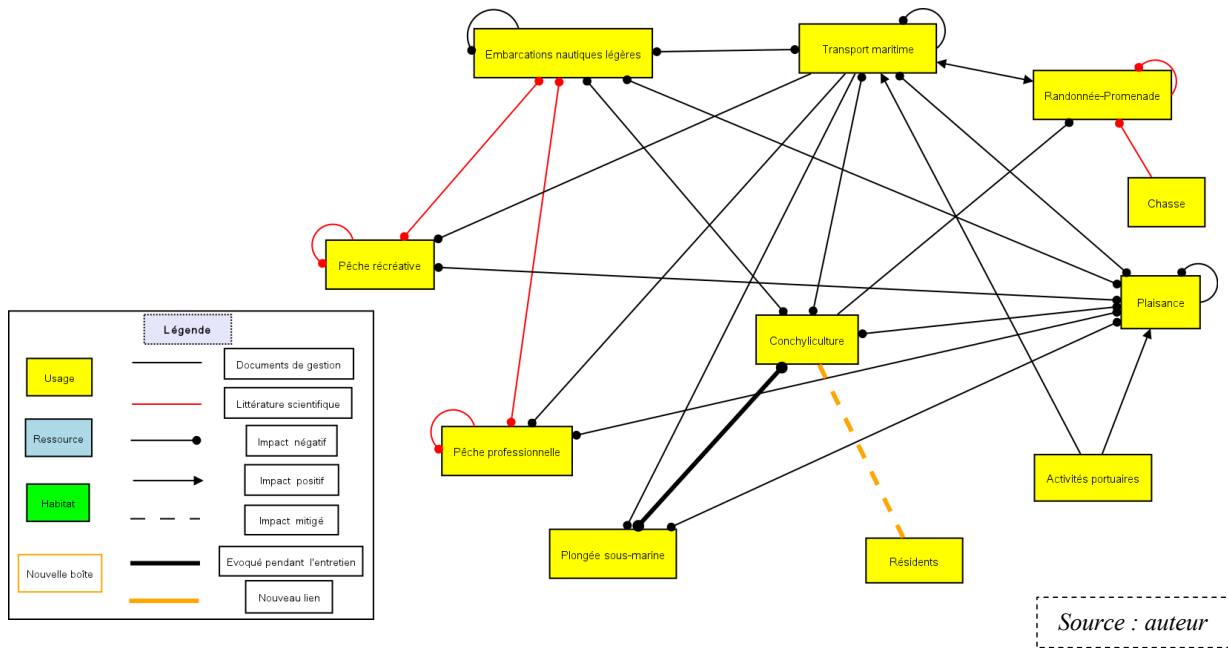 Embarcations nautiques légères
Transport maritime
Randonnée-Promenade
Chasse
Pêche récréative
Plaisance
Conchyliculture
Pêche professionnelle
Activités portuaires
Plongée sous-marine
Résidents
Légende
Usage
Documents de gestion
Littérature scientifique
Ressource
Impact négatif
Impact positif
Habitat
Impact mitigé
Nouvelle boîte
Evoqué pendant l'entretien
Nouveau lien
Source : auteur